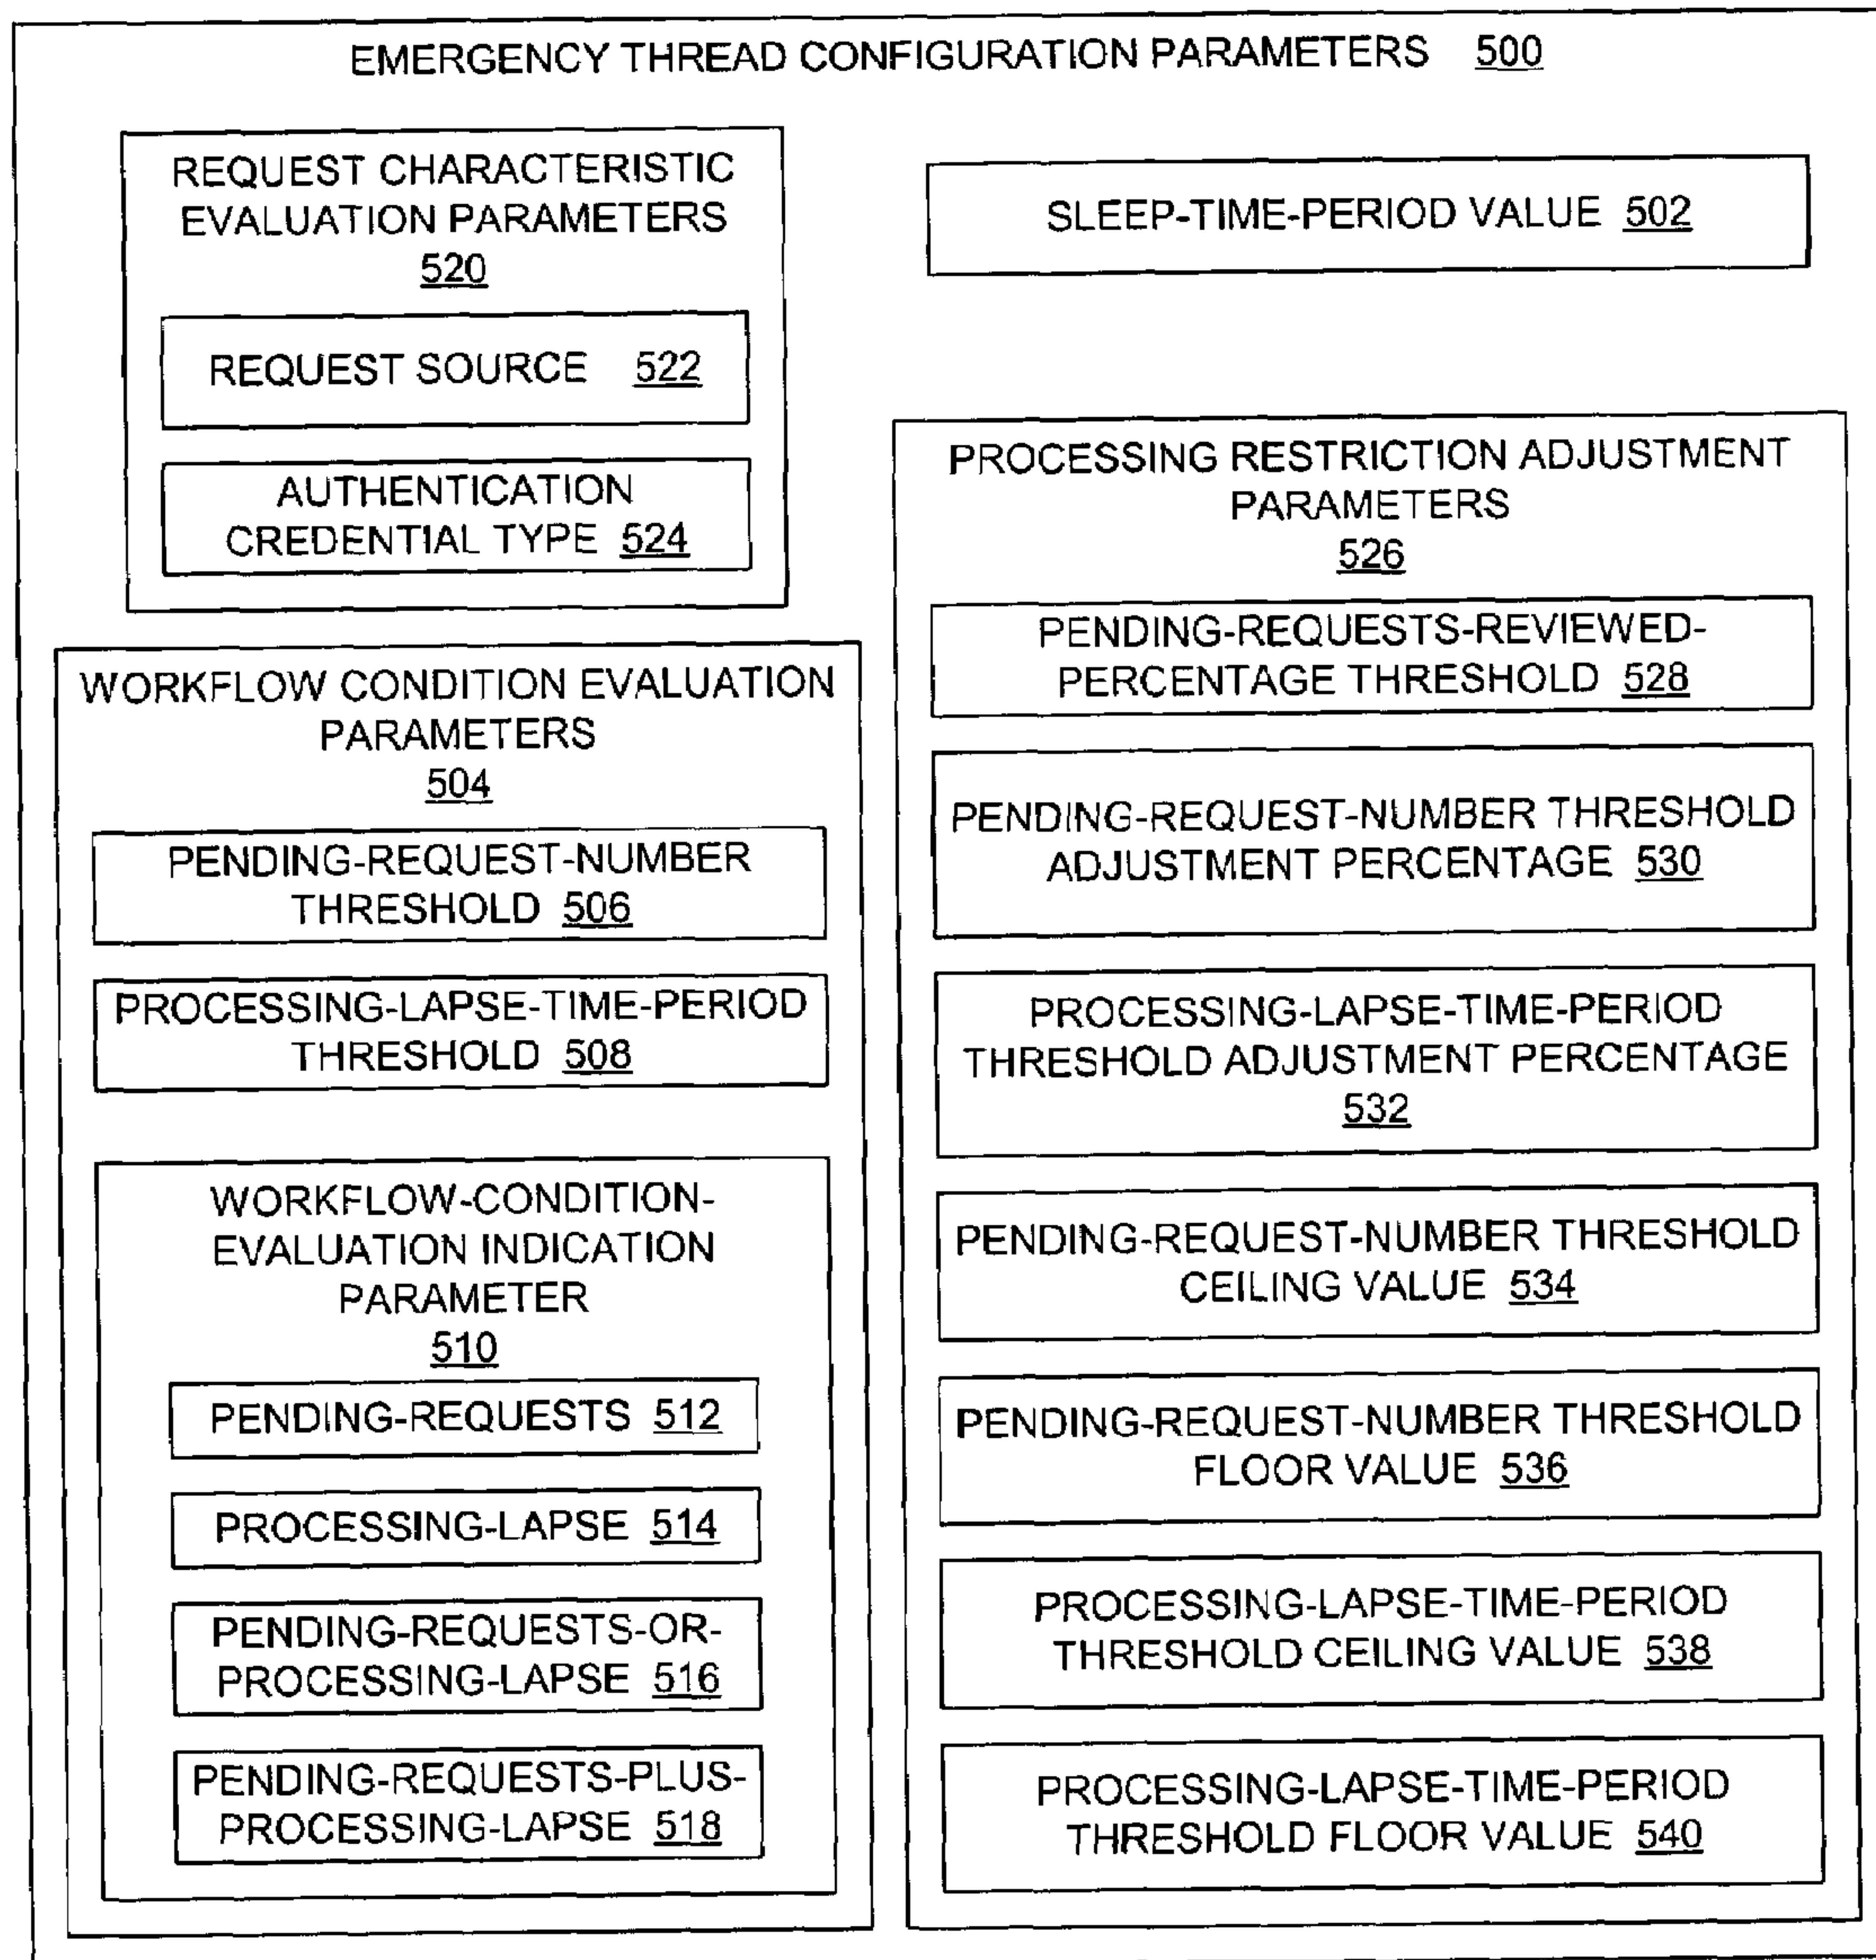 EMERGENCY THREAD CONFIGURATION PARAMETERS 500
REQUEST CHARACTERISTIC
EVALUATION PARAMETERS
520
REQUEST SOURCE 522
AUTHENTICATION
CREDENTIAL TYPE 524
SLEEP-TIME-PERIOD VALUE 502
WORKFLOW CONDITION EVALUATION
PARAMETERS
504
PENDING-REQUEST-NUMBER
THRESHOLD 506
PROCESSING-LAPSE-TIME-PERIOD
THRESHOLD 508
WORKFLOW-CONDITION-
EVALUATION INDICATION
PARAMETER
510
PENDING-REQUESTS 512
PROCESSING-LAPSE 514
PENDING-REQUESTS-OR-
PROCESSING-LAPSE 516
PENDING-REQUESTS-PLUS-
PROCESSING-LAPSE 518
PROCESSING RESTRICTION ADJUSTMENT
PARAMETERS
526
PENDING-REQUESTS-REVIEWED-
PERCENTAGE THRESHOLD 528
PENDING-REQUEST-NUMBER THRESHOLD
ADJUSTMENT PERCENTAGE 530
PROCESSING-LAPSE-TIME-PERIOD
THRESHOLD ADJUSTMENT PERCENTAGE
532
PENDING-REQUEST-NUMBER THRESHOLD
CEILING VALUE 534
PENDING-REQUEST-NUMBER THRESHOLD
FLOOR VALUE 536
PROCESSING-LAPSE-TIME-PERIOD
THRESHOLD CEILING VALUE 538
PROCESSING-LAPSE-TIME-PERIOD
THRESHOLD FLOOR VALUE 540